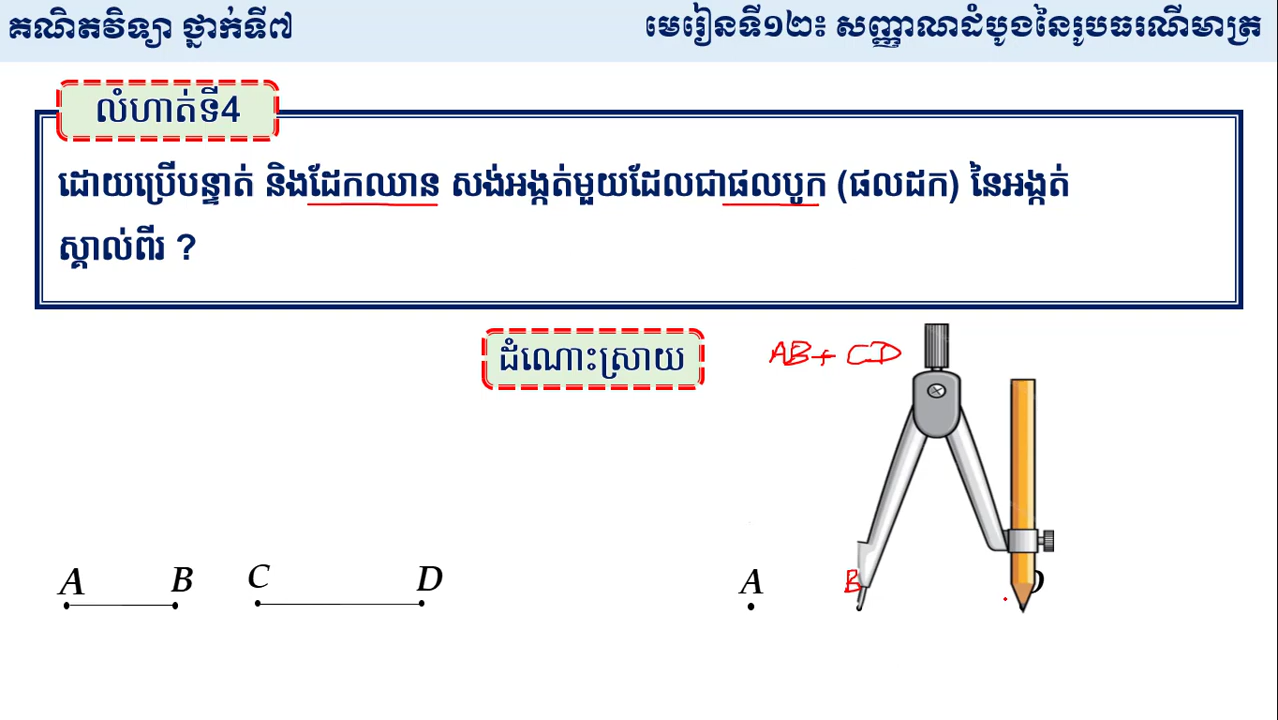 គណិតវិទ្យា ថ្នាក់ទី៧
មេរៀនទី១២៖ សញ្ញាណដំបូងនៃរូបធរណីមាត្រ
លំហាត់ទី4
ដោយប្រើបន្ទាត់ និងដែកឈាន សង់អង្កត់មួយដែលជាផលបូក (ផលដក) នៃអង្កត់
ស្គាល់ពីរ ?
ដំណោះស្រាយ
AB + CD
A B C D
A B D